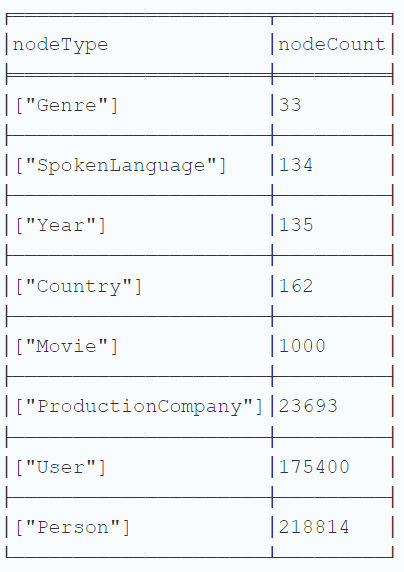 nodeType nodeCount
["Genre"] 33
["SpokenLanguage"] 134
["Year"] 135
["Country"] 162
["Movie"] 1000
["ProductionCompany"] 23693
["User"] 175400
["Person"] 218814